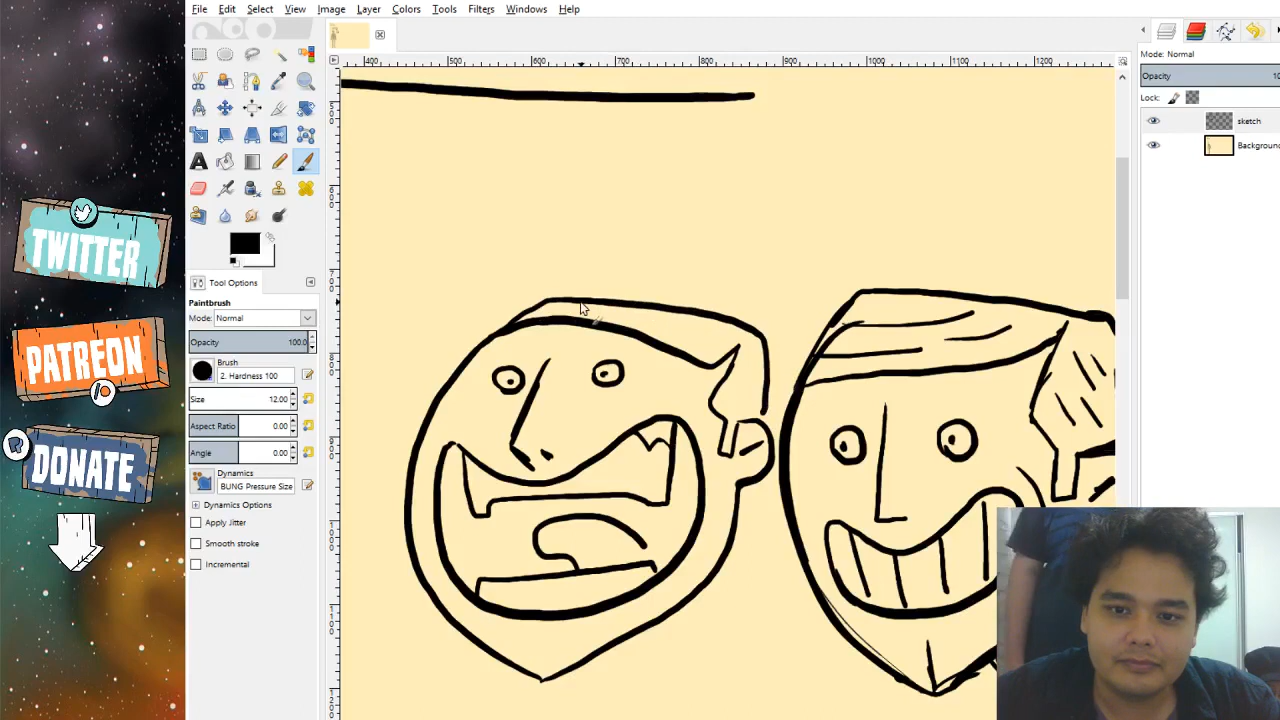 File Edit Select View Image Layer Colors Tools Filters Windows Help
400 500 600 700 800 900 1000 1100 1200
Mode: Normal
Opacity
Lock:
sketch
Background
TWITTER
PATREON
DONATE
Tool Options
Paintbrush
Mode: Normal
Opacity 100.0
Brush
2. Hardness 100
Size 12.00
Aspect Ratio 0.00
Angle 0.00
Dynamics
BUNG Pressure Size
Dynamics Options
Apply Jitter
Smooth stroke
Incremental